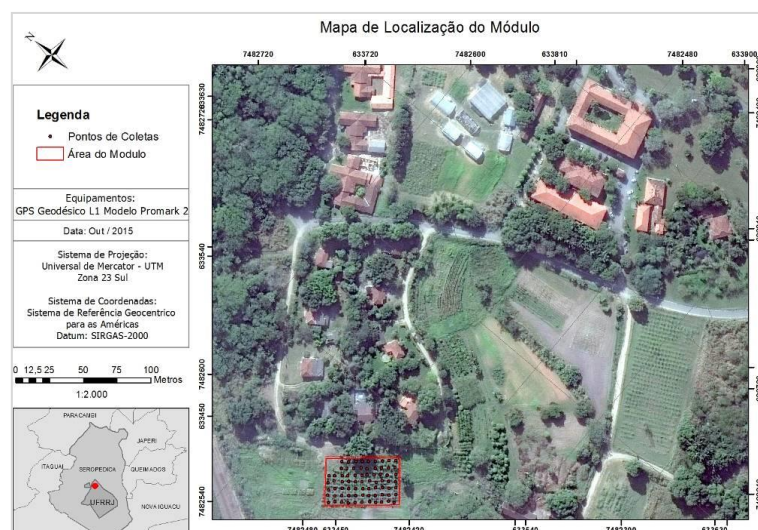 Mapa de Localização do Módulo
N
Legenda
Pontos de Coletas
Área do Modulo
Equipamentos:
GPS Geodésico L1 Modelo Promark 2
Data: Out / 2015
Sistema de Projeção:
Universal de Mercator - UTM
Zona 23 Sul
Sistema de Coordenadas:
Sistema de Referência Geocentrico
para as Américas
Datum: SIRGAS-2000
0 12,5 25 50 75 100
Metros
1:2.000
PARACANBI
JAPERI
ITAGUAI
SEROPEDICA
QUEIMADOS
UFRRJ
NOVA IGUAÇU
7482720 633720 7482600 633810 7482480 633900
633630
633540
7482600
633450
7482540
7482480 633450 7482420 633540